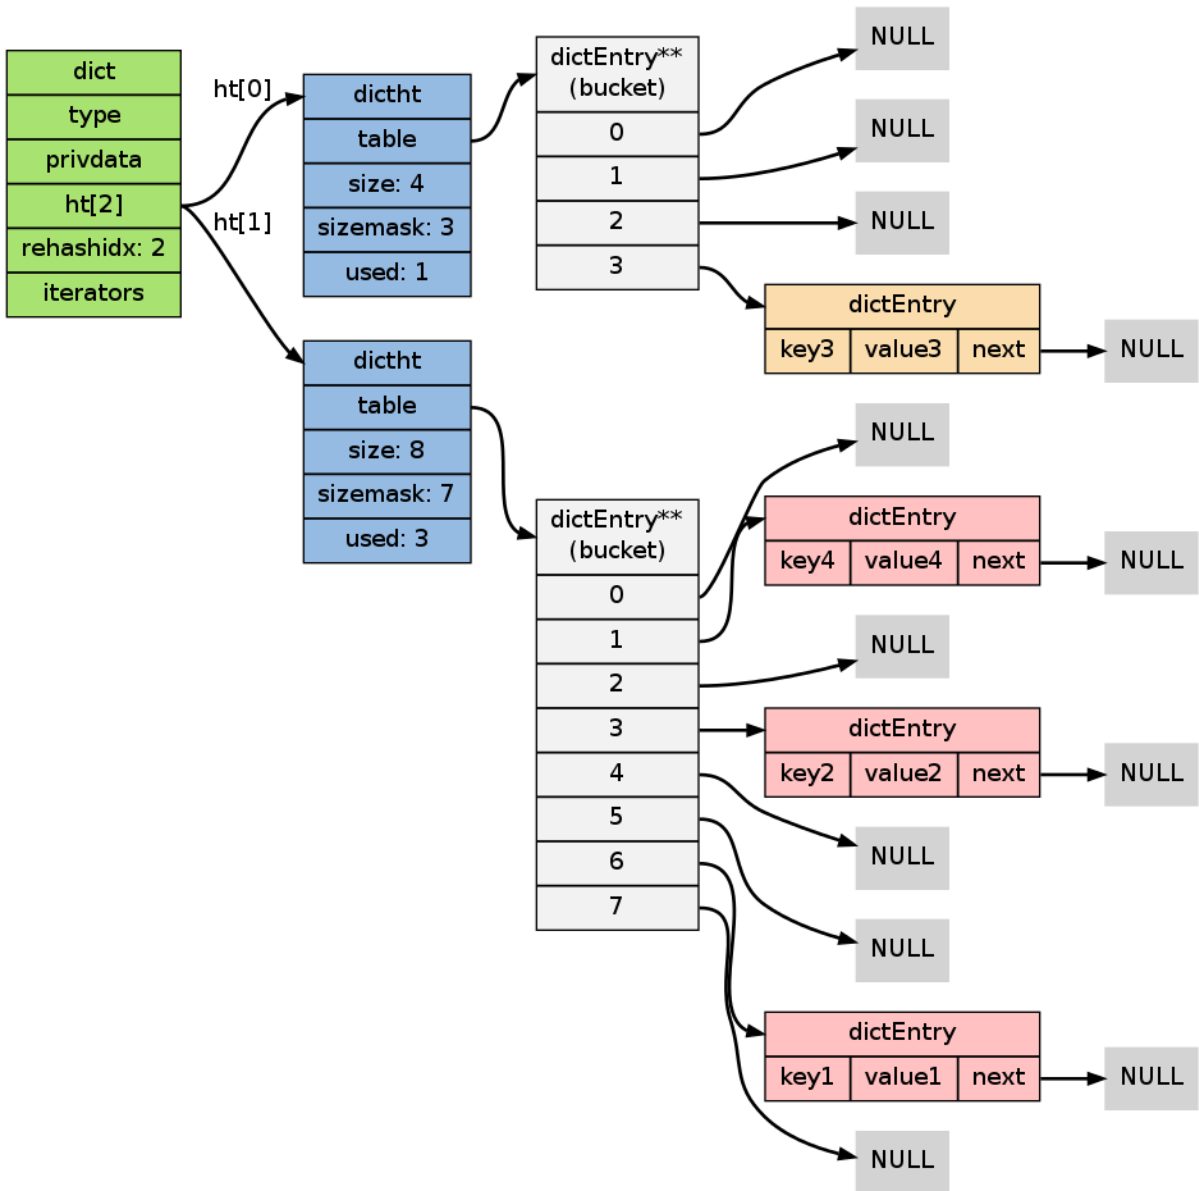 dict
type
privdata
ht[2]
rehashidx: 2
iterators
ht[0]
ht[1]
dictht
table
size: 4
sizemask: 3
used: 1
dictht
table
size: 8
sizemask: 7
used: 3
dictEntry**
(bucket)
0
1
2
3
NULL
NULL
NULL
dictEntry
key3 value3 next
NULL
dictEntry**
(bucket)
0
1
2
3
4
5
6
7
NULL
dictEntry
key4 value4 next
NULL
NULL
dictEntry
key2 value2 next
NULL
NULL
NULL
dictEntry
key1 value1 next
NULL
NULL